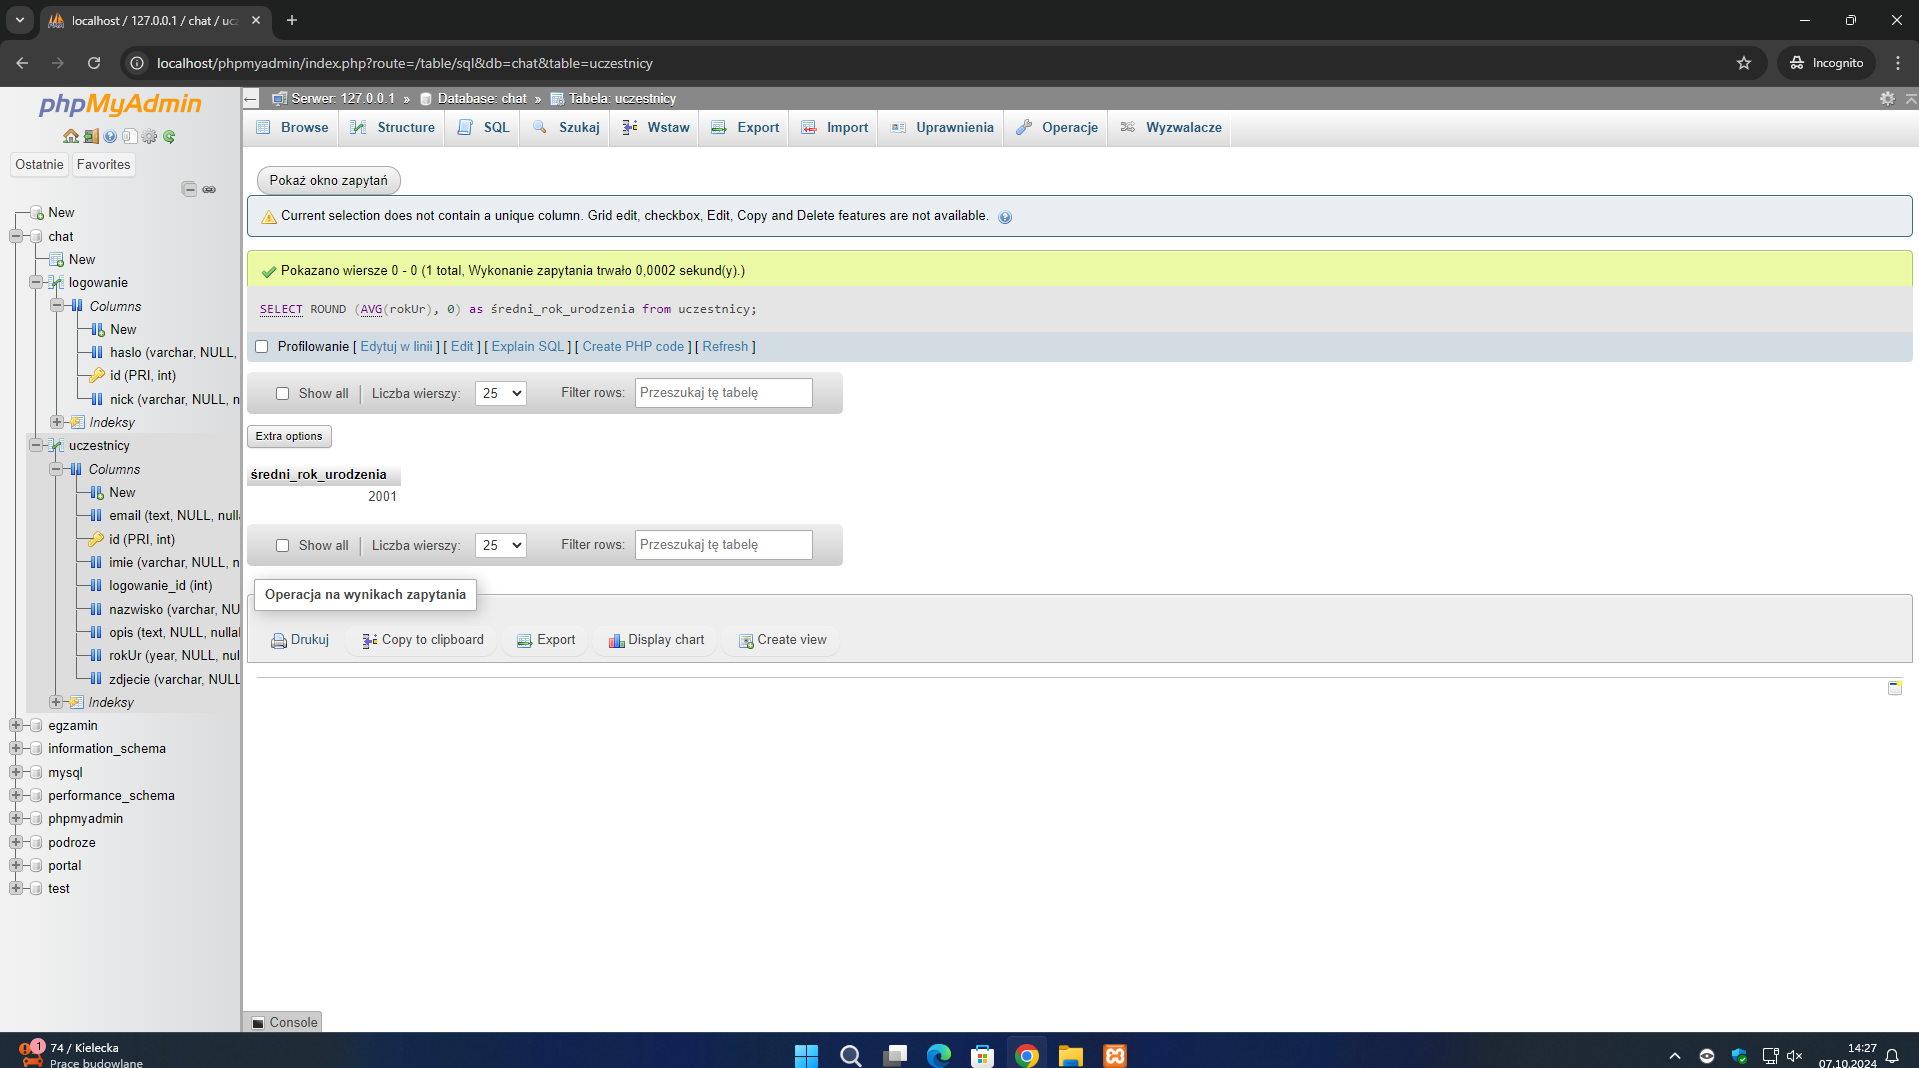 localhost / 127.0.0.1 / chat / ucz
localhost/phpmyadmin/index.php?route=/table/sql&db=chat&table=uczestnicy
Incognito
phpMyAdmin
Ostatnie
Favorites
New
chat
New
logowanie
Columns
New
haslo (varchar, NULL,
id (PRI, int)
nick (varchar, NULL, n
Indeksy
uczestnicy
Columns
New
email (text, NULL, nulla
id (PRI, int)
imie (varchar, NULL, n
logowanie_id (int)
nazwisko (varchar, NU
opis (text, NULL, nullal
rokUr (year, NULL, nul
zdjecie (varchar, NULL
Indeksy
egzamin
information_schema
mysql
performance_schema
phpmyadmin
podroze
portal
test
Serwer: 127.0.0.1 » Database: chat » Tabela: uczestnicy
Browse
Structure
SQL
Szukaj
Wstaw
Export
Import
Uprawnienia
Operacje
Wyzwalacze
Pokaż okno zapytań
Current selection does not contain a unique column. Grid edit, checkbox, Edit, Copy and Delete features are not available.
Pokazano wiersze 0 - 0 (1 total, Wykonanie zapytania trwało 0,0002 sekund(y).)
SELECT ROUND (AVG(rokUr), 0) as średni_rok_urodzenia from uczestnicy;
Profilowanie [ Edytuj w linii ] [ Edit ] [ Explain SQL ] [ Create PHP code ] [ Refresh ]
Show all | Liczba wierszy: 25 Filter rows: Przeszukaj tę tabelę
Extra options
średni_rok_urodzenia
2001
Show all | Liczba wierszy: 25 Filter rows: Przeszukaj tę tabelę
Operacja na wynikach zapytania
Drukuj
Copy to clipboard
Export
Display chart
Create view
Console
1
74 / Kielecka
Prace budowlane
14:27
07.10.2024